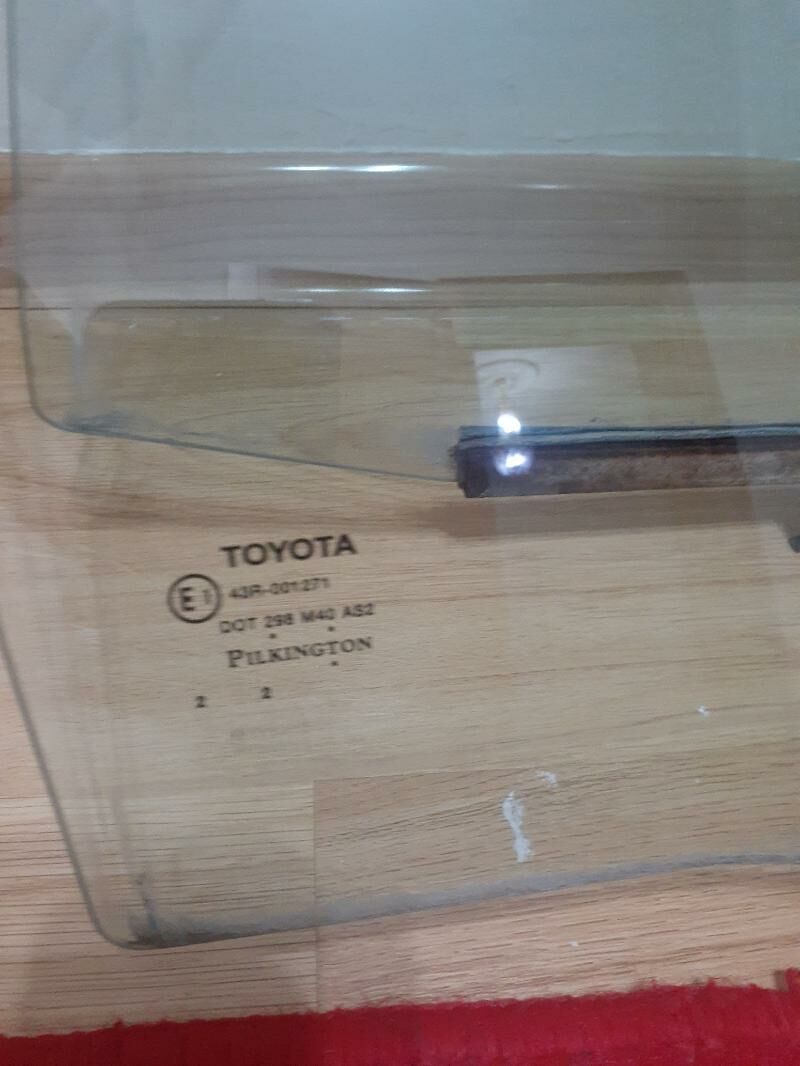 TOYOTA
E1 43R-001271
DOT 298 M40 AS2
PILKINGTON
2 2